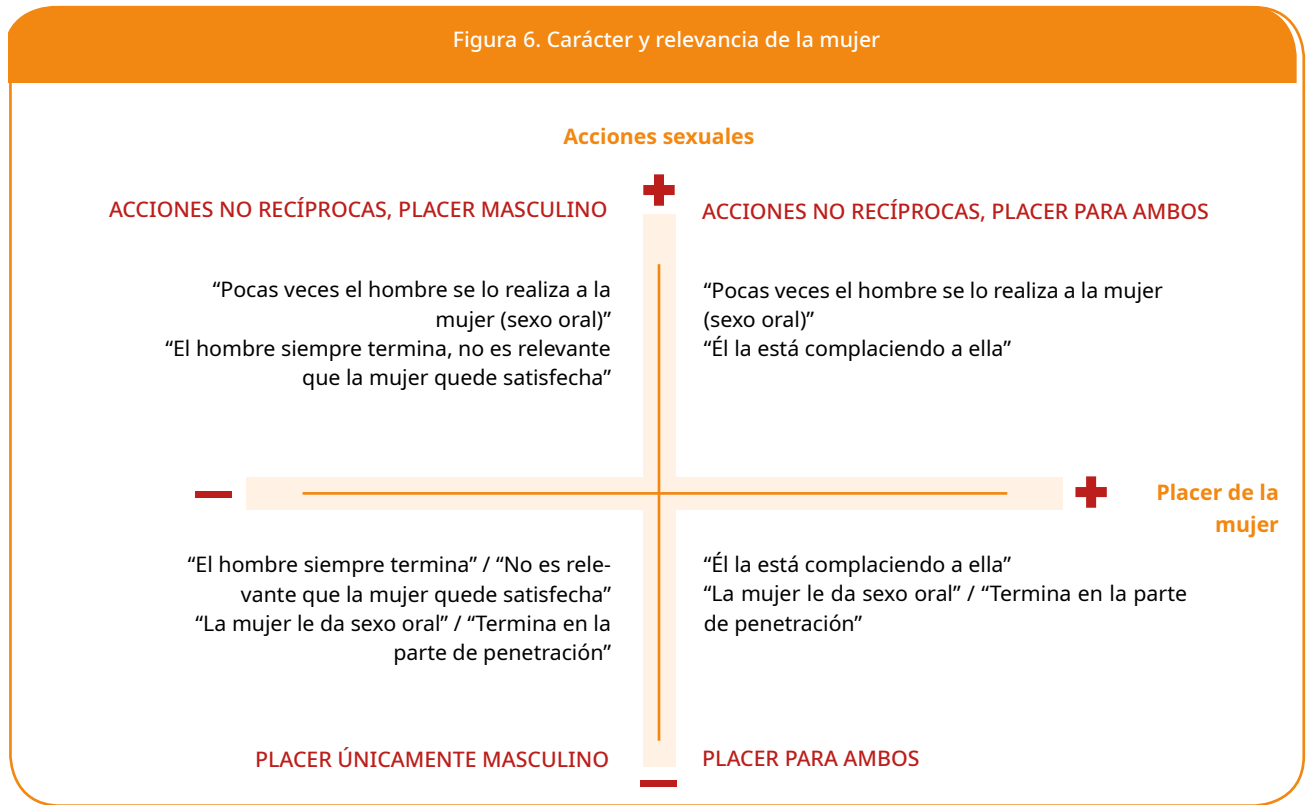 Figura 6. Carácter y relevancia de la mujer
Acciones sexuales
ACCIONES NO RECÍPROCAS, PLACER MASCULINO
“Pocas veces el hombre se lo realiza a la
mujer (sexo oral)”
“El hombre siempre termina, no es relevante
que la mujer quede satisfecha”
ACCIONES NO RECÍPROCAS, PLACER PARA AMBOS
“Pocas veces el hombre se lo realiza a la mujer
(sexo oral)”
“Él la está complaciendo a ella”
Placer de la
mujer
“El hombre siempre termina” / “No es rele-
vante que la mujer quede satisfecha”
“La mujer le da sexo oral” / “Termina en la
parte de penetración”
PLACER ÚNICAMENTE MASCULINO
“Él la está complaciendo a ella”
“La mujer le da sexo oral” / “Termina en la parte
de penetración”
PLACER PARA AMBOS